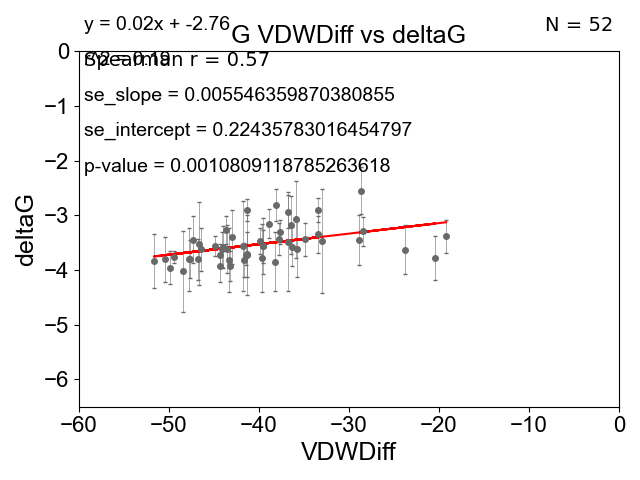 y = 0.02x + -2.76
N = 52
G VDWDiff vs deltaG
Spearman r = 0.57
se_slope = 0.005546359870380855
se_intercept = 0.22435783016454797
p-value = 0.0010809118785263618
0
−1
−2
−3
−4
−5
−6
deltaG
−60
−50
−40
−30
−20
−10
0
VDWDiff